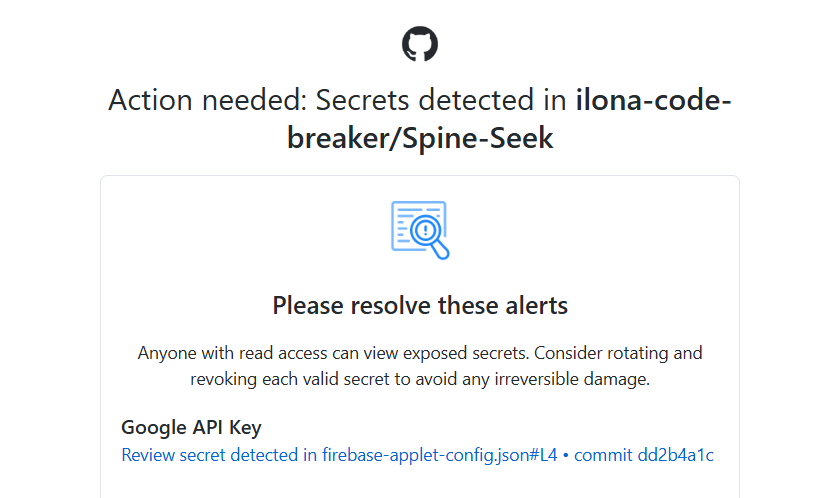 Action needed: Secrets detected in ilona-code-
breaker/Spine-Seek
Please resolve these alerts
Anyone with read access can view exposed secrets. Consider rotating and
revoking each valid secret to avoid any irreversible damage.
Google API Key
Review secret detected in firebase-applet-config.json#L4 • commit dd2b4a1c